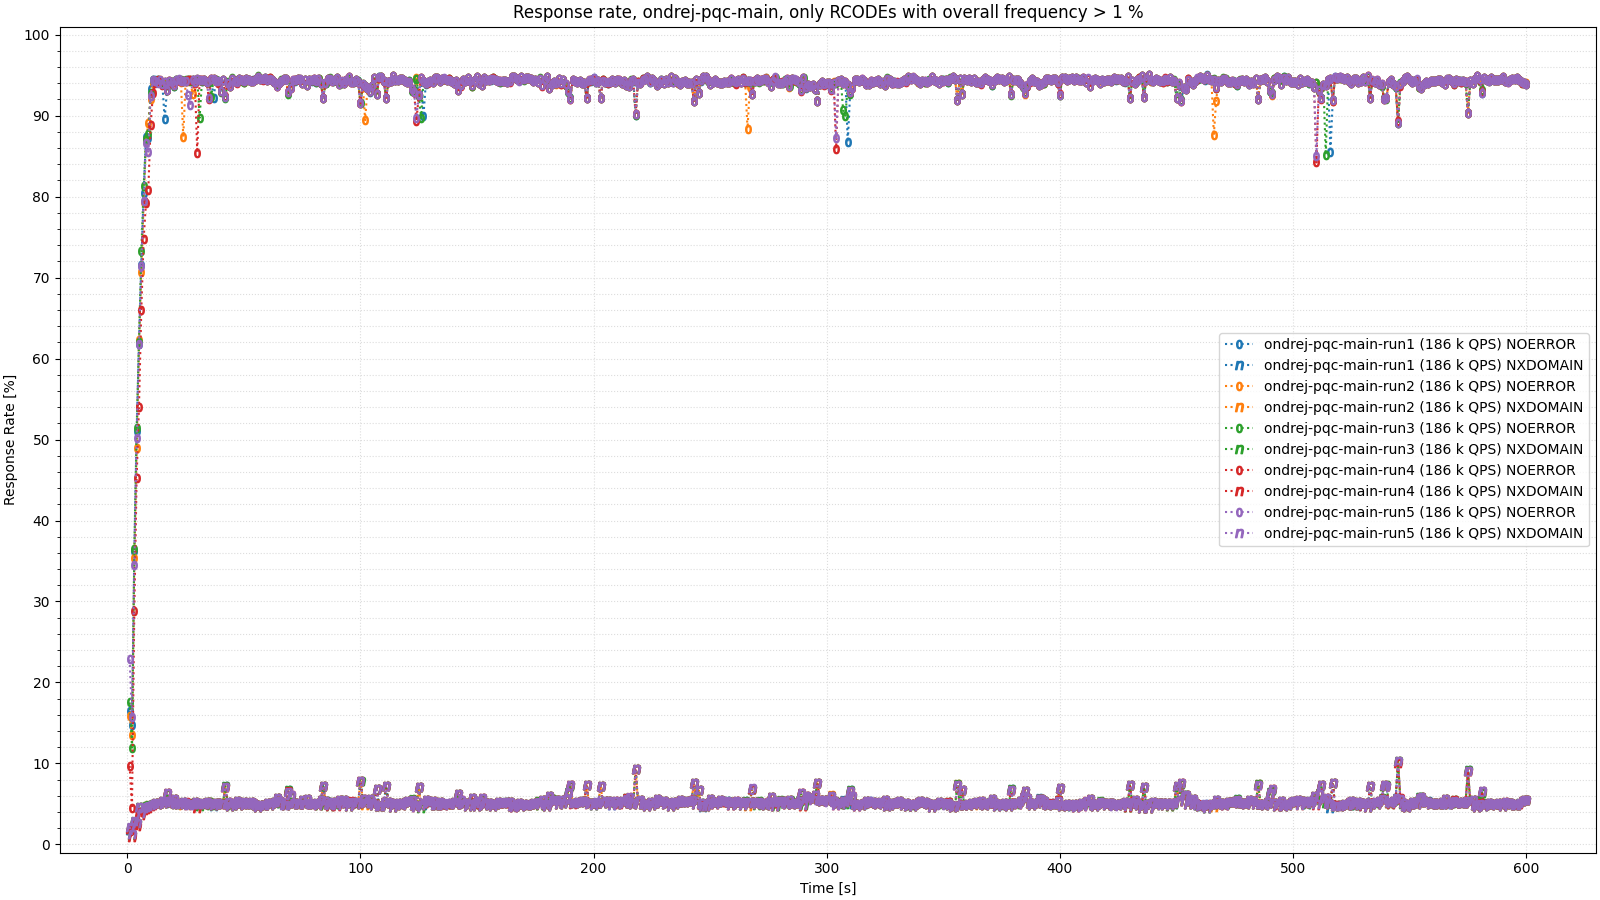 Response rate, ondrej-pqc-main, only RCODEs with overall frequency > 1 %
Response Rate [%]
100
90
80
70
60
50
40
30
20
10
0
ondrej-pqc-main-run1 (186 k QPS) NOERROR
ondrej-pqc-main-run1 (186 k QPS) NXDOMAIN
ondrej-pqc-main-run2 (186 k QPS) NOERROR
ondrej-pqc-main-run2 (186 k QPS) NXDOMAIN
ondrej-pqc-main-run3 (186 k QPS) NOERROR
ondrej-pqc-main-run3 (186 k QPS) NXDOMAIN
ondrej-pqc-main-run4 (186 k QPS) NOERROR
ondrej-pqc-main-run4 (186 k QPS) NXDOMAIN
ondrej-pqc-main-run5 (186 k QPS) NOERROR
ondrej-pqc-main-run5 (186 k QPS) NXDOMAIN
0 100 200 300 400 500 600
Time [s]